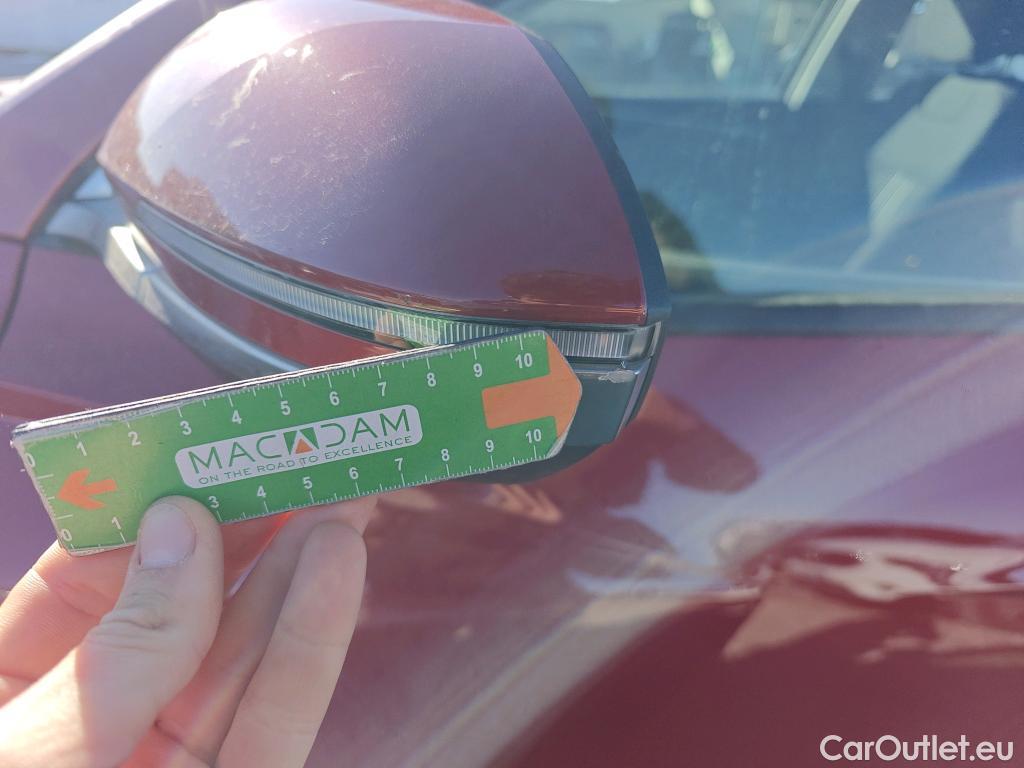 1 2 3 4 5 6 7 8 9 10
0
MACADAM
ON THE ROAD TO EXCELLENCE
0 1 3 4 5 6 7 8 9 10
CarOutlet.eu